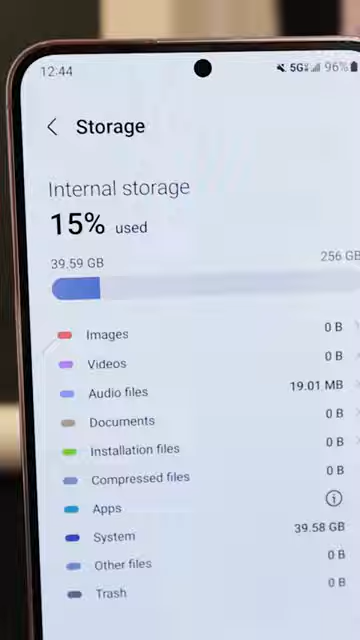 12:44 5G 96%
Storage
Internal storage
15% used
39.59 GB 256 GB
Images 0 B
Videos 0 B
Audio files 19.01 MB
Documents 0 B
Installation files 0 B
Compressed files 0 B
Apps
System 39.58 GB
Other files 0 B
Trash 0 B